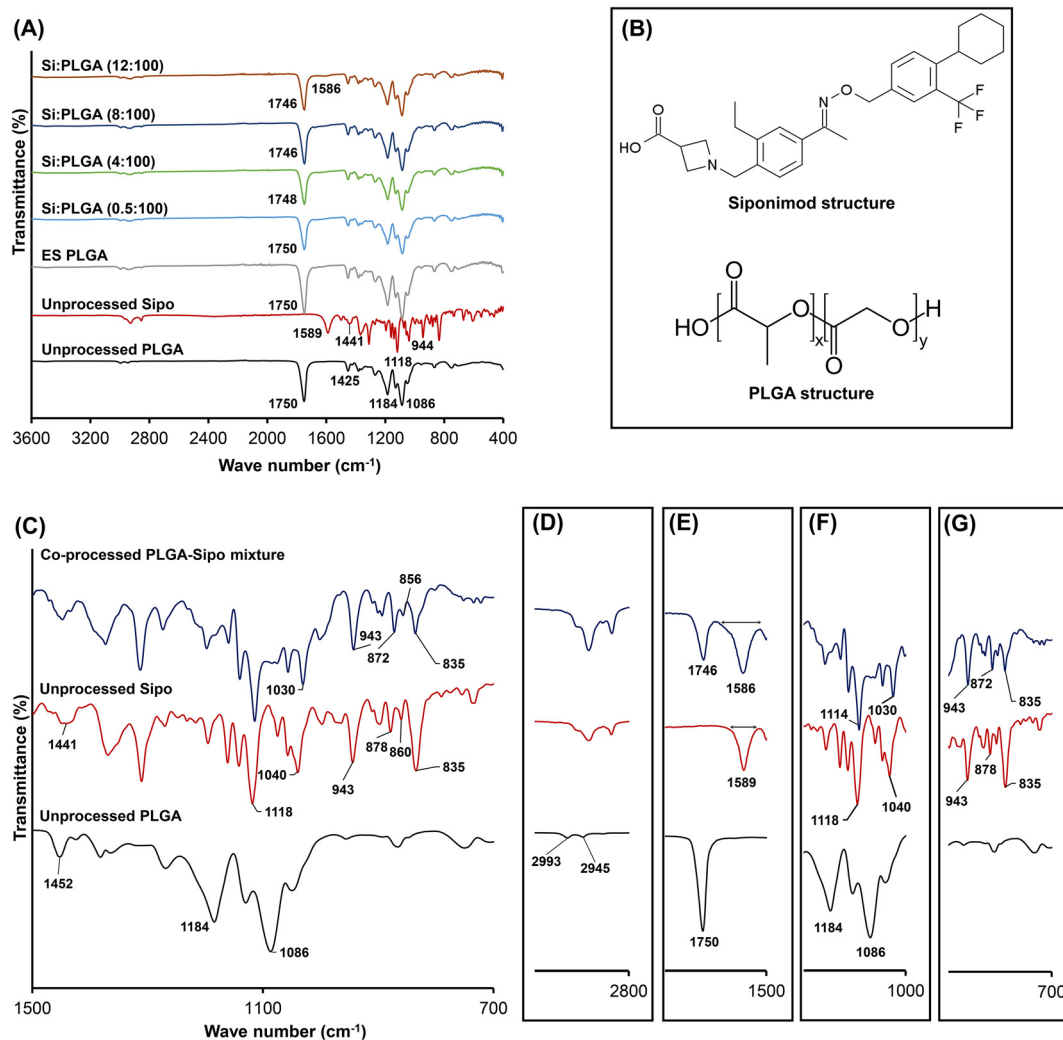 (A)
Si:PLGA (12:100)
1586
1746
Si:PLGA (8:100)
1746
Si:PLGA (4:100)
1748
Si:PLGA (0.5:100)
1750
ES PLGA
1750
Unprocessed Sipo
1589
1441
944
1118
Unprocessed PLGA
1425
1750
1184
1086
Transmittance (%)
3600 3200 2800 2400 2000 1600 1200 800 400
Wave number (cm-1)
(B)
O
HO
N
N
O
F
F
F
Siponimod structure
O
HO
O
x
O
O
H
y
PLGA structure
(C)
Co-processed PLGA-Sipo mixture
856
943
872
835
1030
Unprocessed Sipo
1441
878
860
1040
943
835
1118
Unprocessed PLGA
1452
1184
1086
Transmittance (%)
1500 1100 700
Wave number (cm-1)
(D)
2993
2945
2800
(E)
1746
1586
1589
1750
1500
(F)
1114
1030
1118
1040
1184
1086
1000
(G)
943
872
835
943
878
835
700